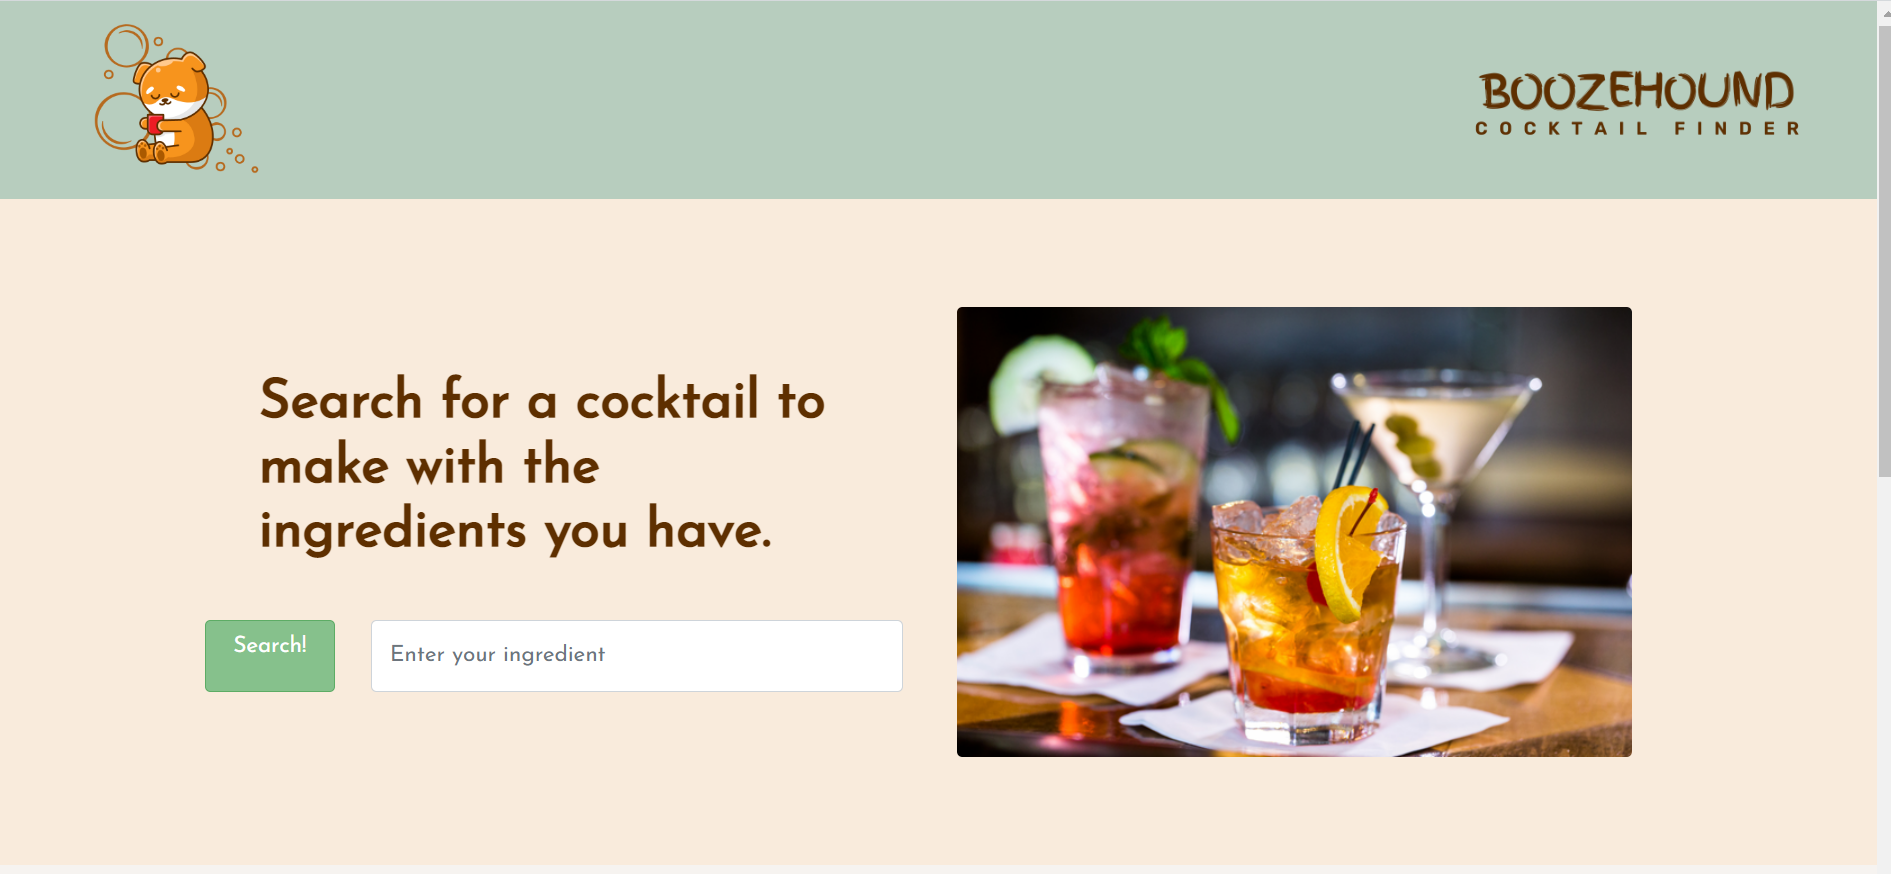 BOOZEHOUND
COCKTAIL FINDER
Search for a cocktail to
make with the
ingredients you have.
Search!
Enter your ingredient